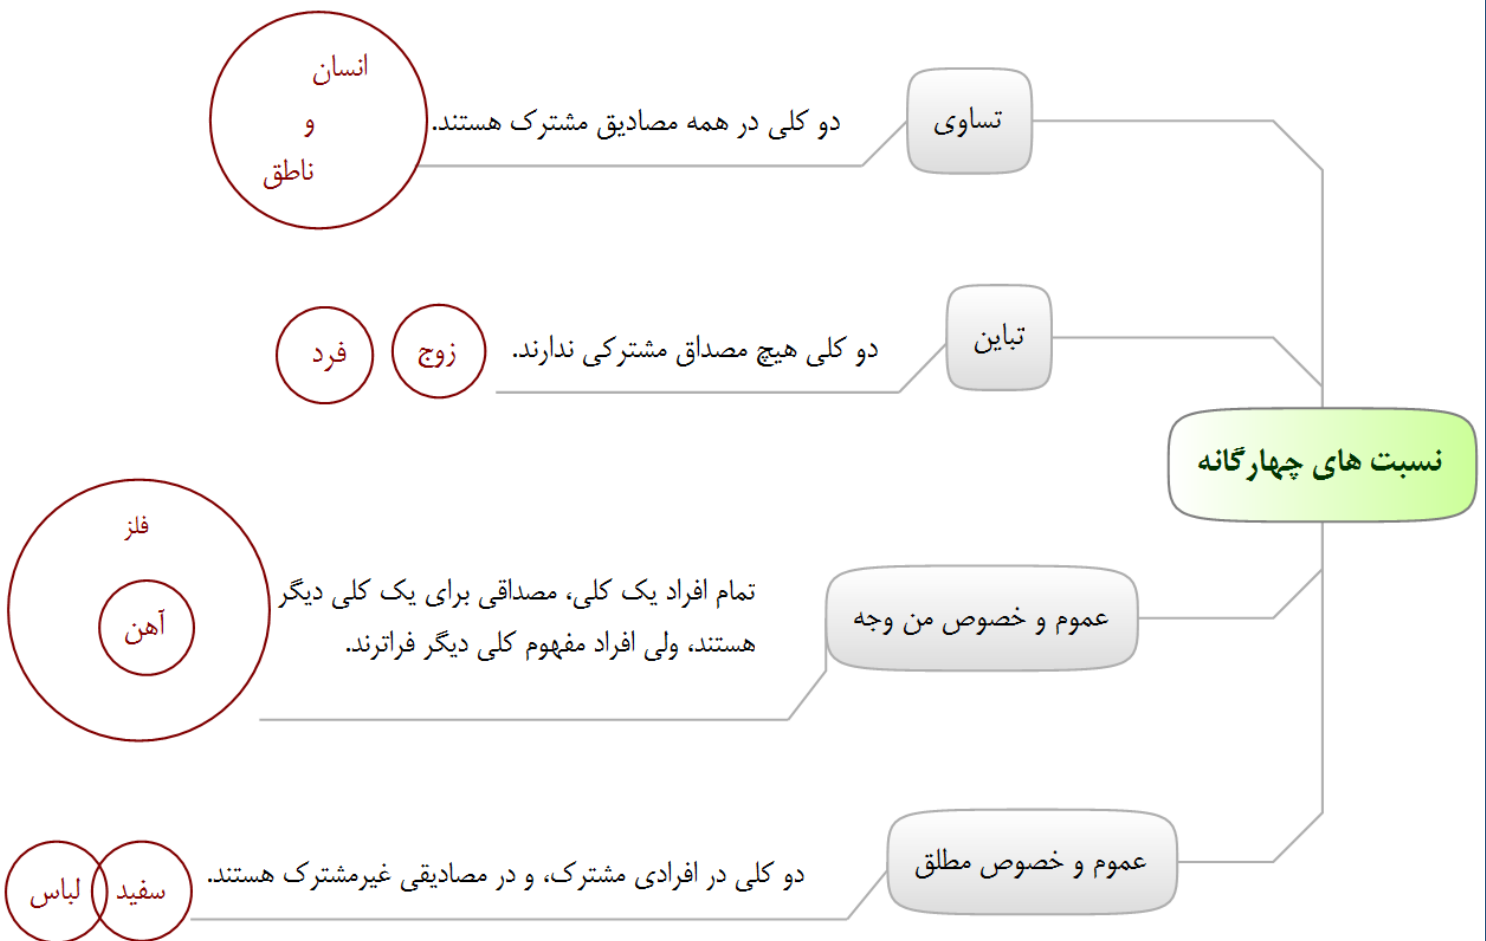 نسبت های چهارگانه
تساوی
دو کلی در همه مصادیق مشترک هستند.
انسان
و
ناطق
تباین
دو کلی هیچ مصداق مشترکی ندارند.
زوج
فرد
عموم و خصوص من وجه
تمام افراد یک کلی، مصداقی برای یک کلی دیگر
هستند، ولی افراد مفهوم کلی دیگر فراترند.
فلز
آهن
عموم و خصوص مطلق
دو کلی در افرادی مشترک، و در مصادیقی غیرمشترک هستند.
سفید
لباس